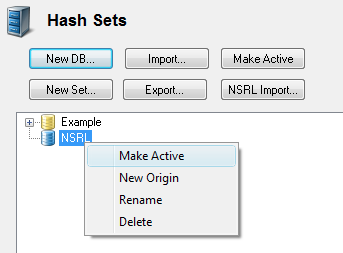 Hash Sets
New DB... Import... Make Active
New Set... Export... NSRL Import...
Example
NSRL
Make Active
New Origin
Rename
Delete